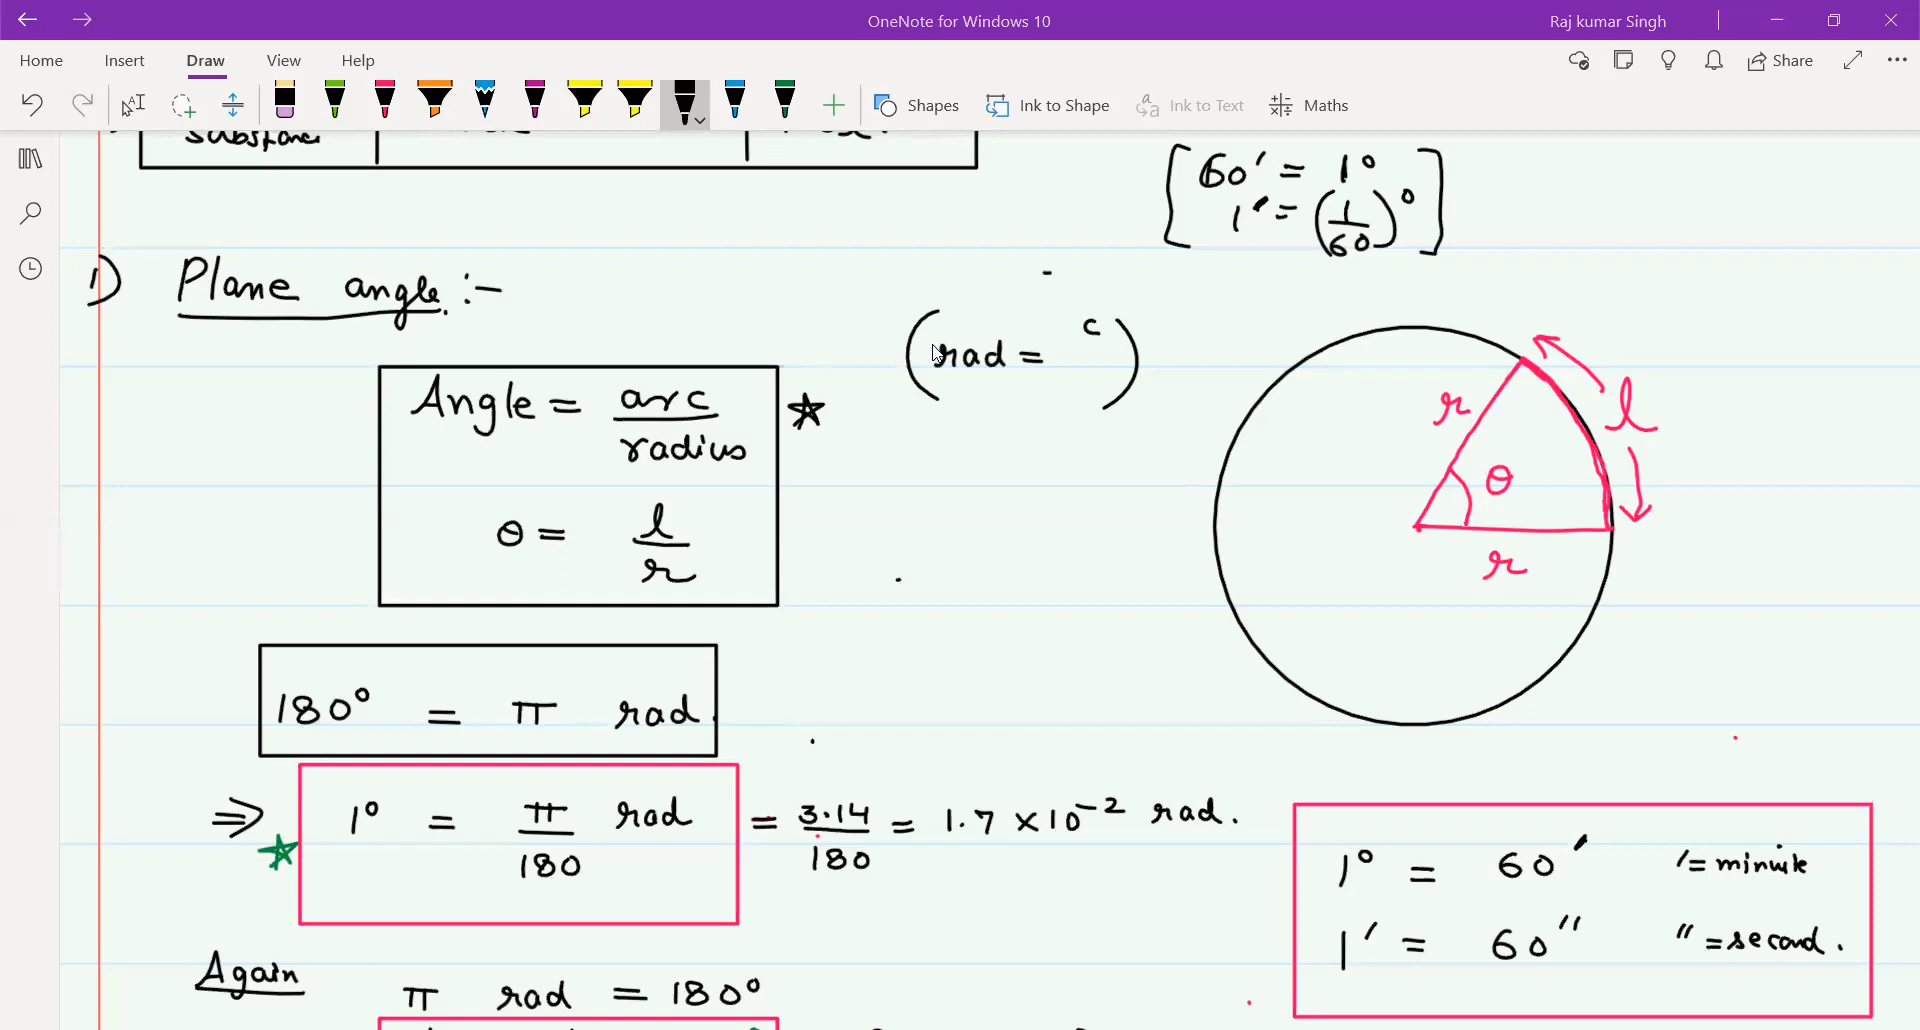 OneNote for Windows 10
Raj kumar Singh
Home Insert Draw View Help
Share
Shapes Ink to Shape Ink to Text Maths
substance
[ 60′ = 1°
1′ = (1/60)° ]
1) Plane angle :-
(rad = c)
Angle = arc/radius
θ = l/r
r l
θ
r
180° = π rad.
⇒ 1° = π/180 rad = 3.14/180 = 1.7 × 10⁻² rad.
1° = 60′ ′ = minute
1′ = 60″ ″ = second.
Again
π rad = 180°